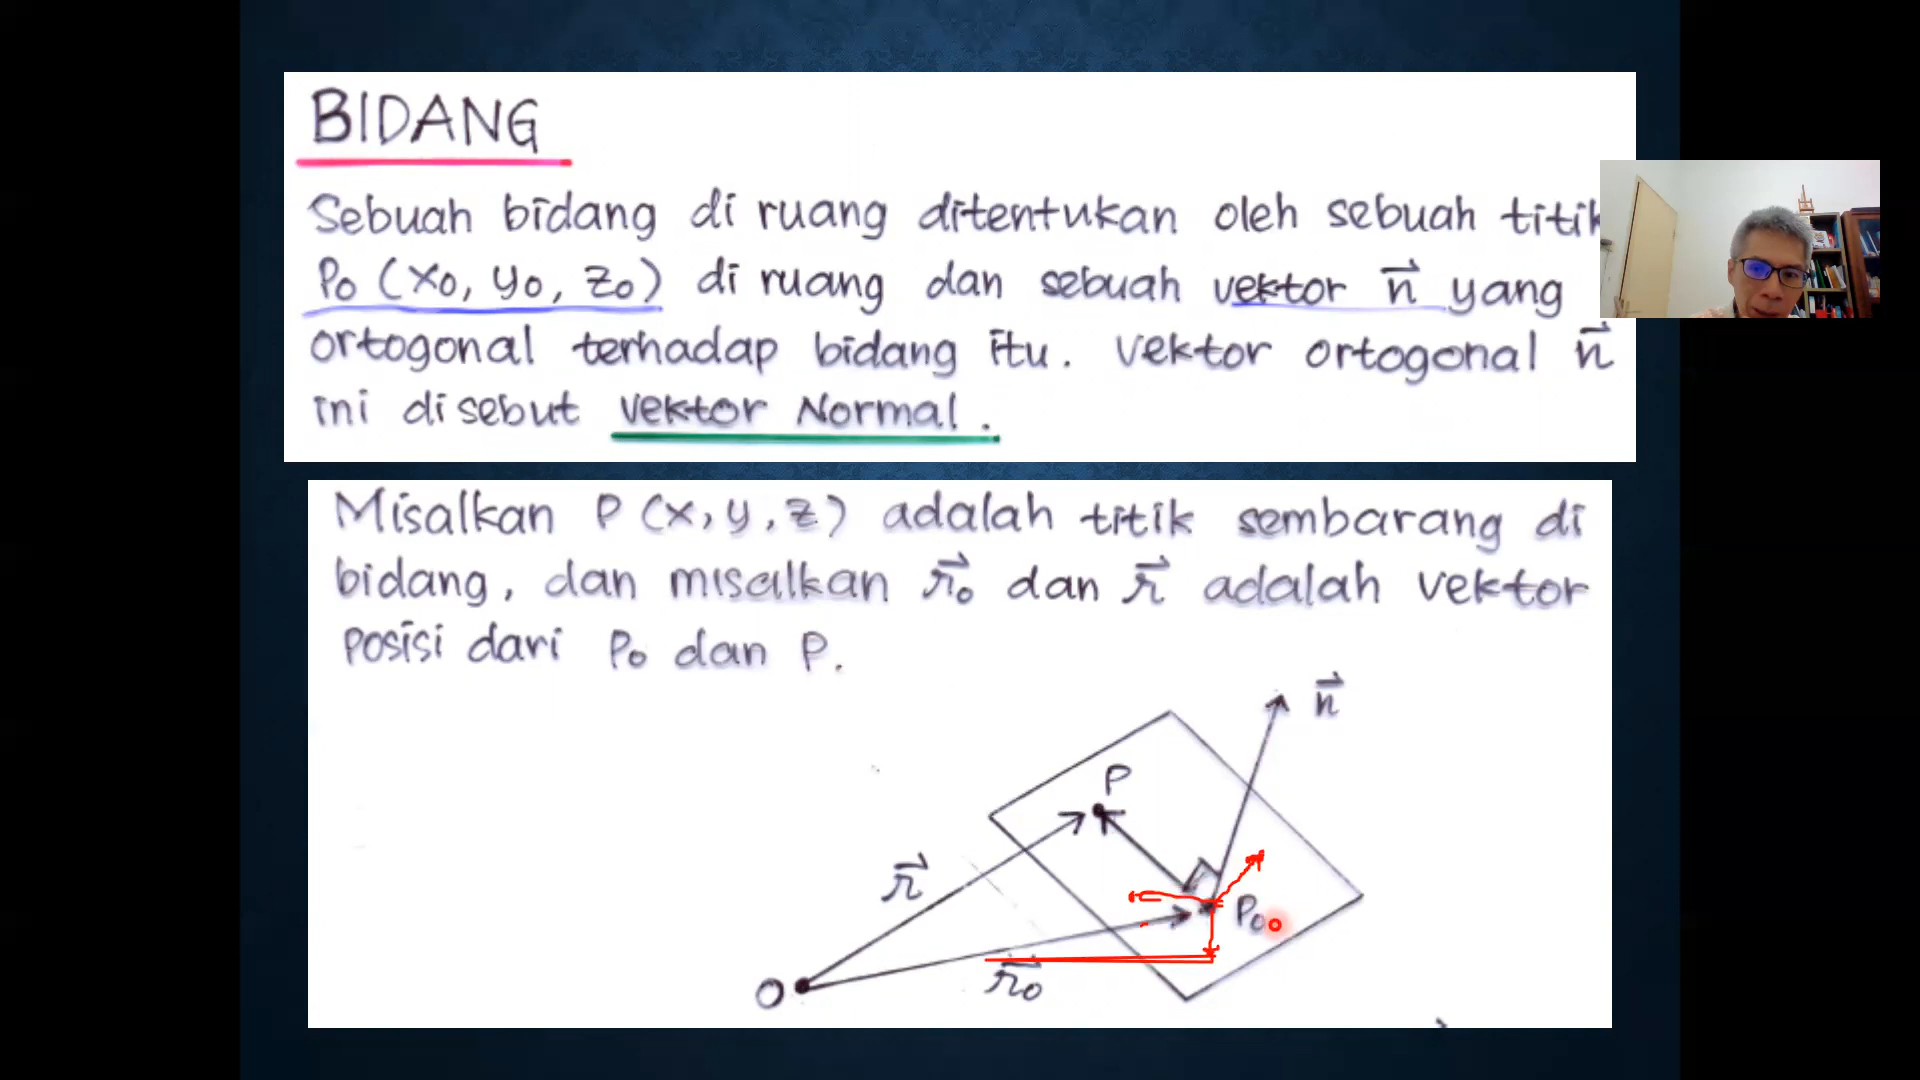 BIDANG
Sebuah bidang di ruang ditentukan oleh sebuah titik
P₀ (x₀, y₀, z₀) di ruang dan sebuah vektor n⃗ yang
ortogonal terhadap bidang itu. Vektor ortogonal n⃗
ini disebut Vektor Normal.
Misalkan P (x, y, z) adalah titik sembarang di
bidang, dan misalkan r⃗₀ dan r⃗ adalah vektor
posisi dari P₀ dan P.
n⃗
P
r⃗
P₀
r⃗₀
O